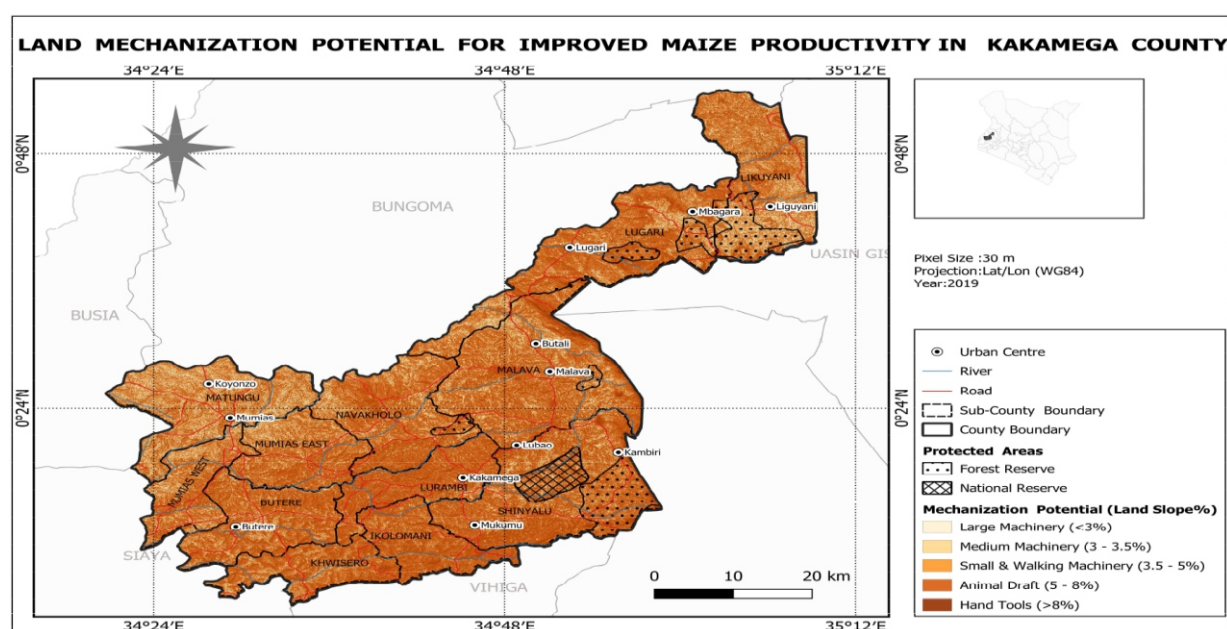 LAND MECHANIZATION POTENTIAL FOR IMPROVED MAIZE PRODUCTIVITY IN KAKAMEGA COUNTY
34°24'E 34°48'E 35°12'E
0°48'N
0°48'N
LIKUYANI
BUNGOMA
Mbagara
Liguyani
LUGARI
Lugari
UASIN GIS
BUSIA
Butali
MALAVA
Malava
Koyonzo
MATUNGU
0°24'N
0°24'N
NAVAKHOLO
Mumias
MUMIAS EAST
Lubao
Kambiri
MUMIAS WEST
Kakamega
LURAMBI
BUTERE
SHINYALU
Butere
Mukumu
IKOLOMANI
SIAYA
KHWISERO
VIHIGA
0 10 20 km
34°24'E 34°48'E 35°12'E
Pixel Size :30 m
Projection:Lat/Lon (WG84)
Year:2019
Urban Centre
River
Road
Sub-County Boundary
County Boundary
Protected Areas
Forest Reserve
National Reserve
Mechanization Potential (Land Slope%)
Large Machinery (<3%)
Medium Machinery (3 - 3.5%)
Small & Walking Machinery (3.5 - 5%)
Animal Draft (5 - 8%)
Hand Tools (>8%)